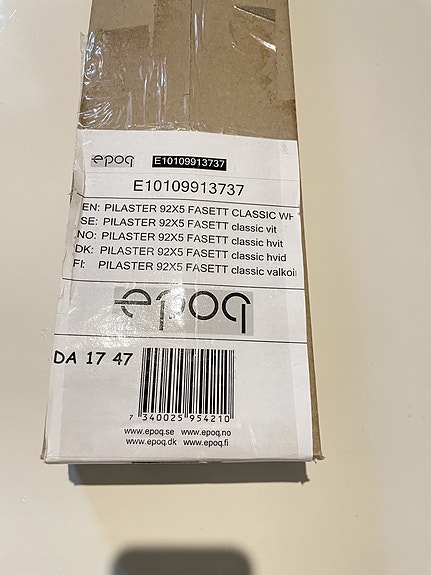 epoq E10109913737
E10109913737
EN: PILASTER 92X5 FASETT CLASSIC WH
SE: PILASTER 92X5 FASETT classic vit
NO: PILASTER 92X5 FASETT classic hvit
DK: PILASTER 92X5 FASETT classic hvid
FI: PILASTER 92X5 FASETT classic valkoi
epoq
DA 17 47
7 340025 954210
www.epoq.se www.epoq.no
www.epoq.dk www.epoq.fi